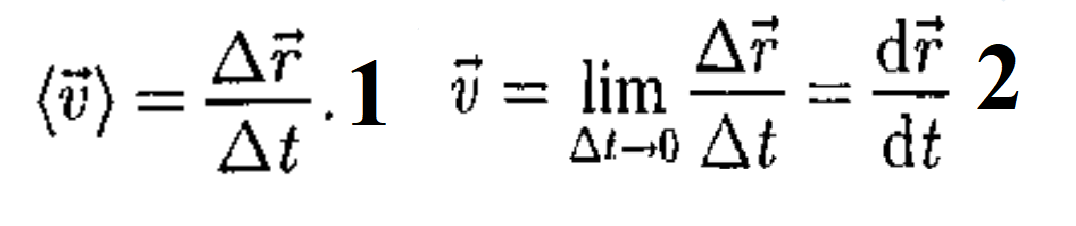 ⟨v⃗⟩ = Δr⃗/Δt . 1 v⃗ = lim_{Δt→0} Δr⃗/Δt = dr⃗/dt 2